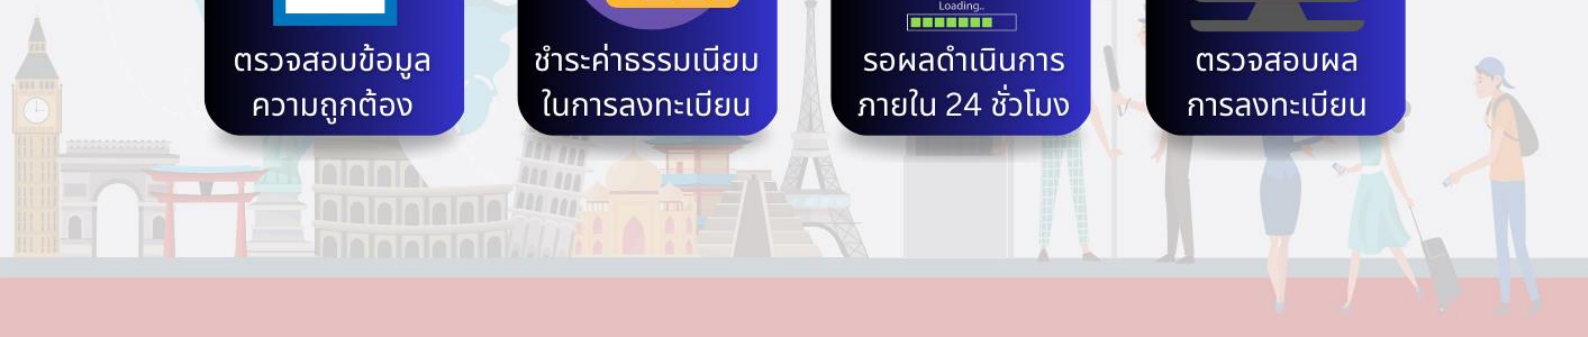 Loading..
ตรวจสอบข้อมูล
ความถูกต้อง
ชำระค่าธรรมเนียม
ในการลงทะเบียน
รอผลดำเนินการ
ภายใน 24 ชั่วโมง
ตรวจสอบผล
การลงทะเบียน